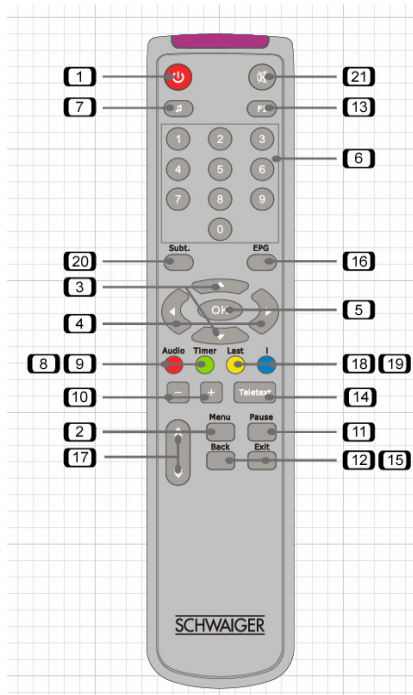 1 21
7 F1 13
1 2 3
6
4 5 6
7 8 9
0
Subt. EPG
20 16
3
OK 5
4
Audio Timer Last I
8 9 18 19
10 - + Teletext 14
Menu Pause
2 11
Back Exit
17 12 15
SCHWAIGER